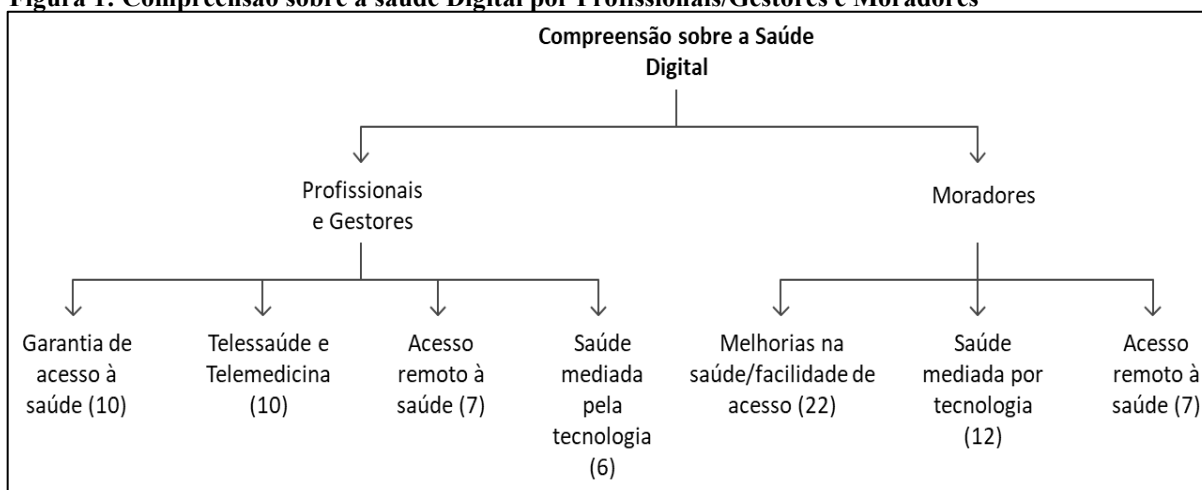 Figura 1: Compreensão sobre a saúde Digital por Profissionais/Gestores e Moradores
Compreensão sobre a Saúde
Digital
Profissionais
e Gestores
Moradores
Garantia de
acesso à
saúde (10)
Telessaúde e
Telemedicina
(10)
Acesso
remoto à
saúde (7)
Saúde
mediada
pela
tecnologia
(6)
Melhorias na
saúde/facilidade de
acesso (22)
Saúde
mediada por
tecnologia
(12)
Acesso
remoto à
saúde (7)